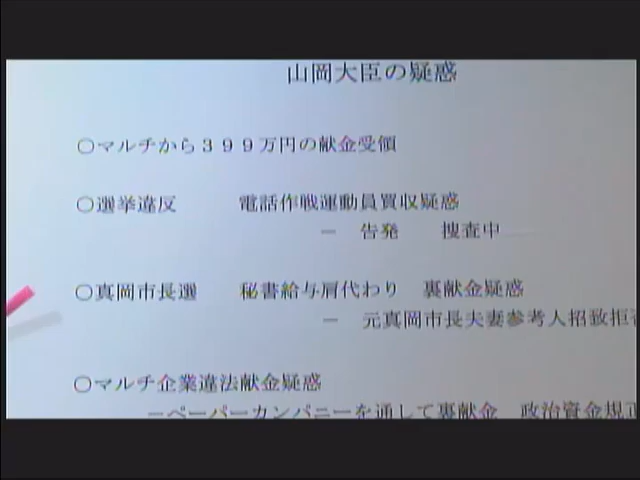 山岡大臣の疑惑
○マルチから３９９万円の献金受領
○選挙違反　電話作戦運動員買収疑惑
－　告発　捜査中
○真岡市長選　秘書給与肩代わり　裏献金疑惑
－　元真岡市長夫妻参考人招致拒否
○マルチ企業違法献金疑惑
－ペーパーカンパニーを通して裏献金　政治資金規正